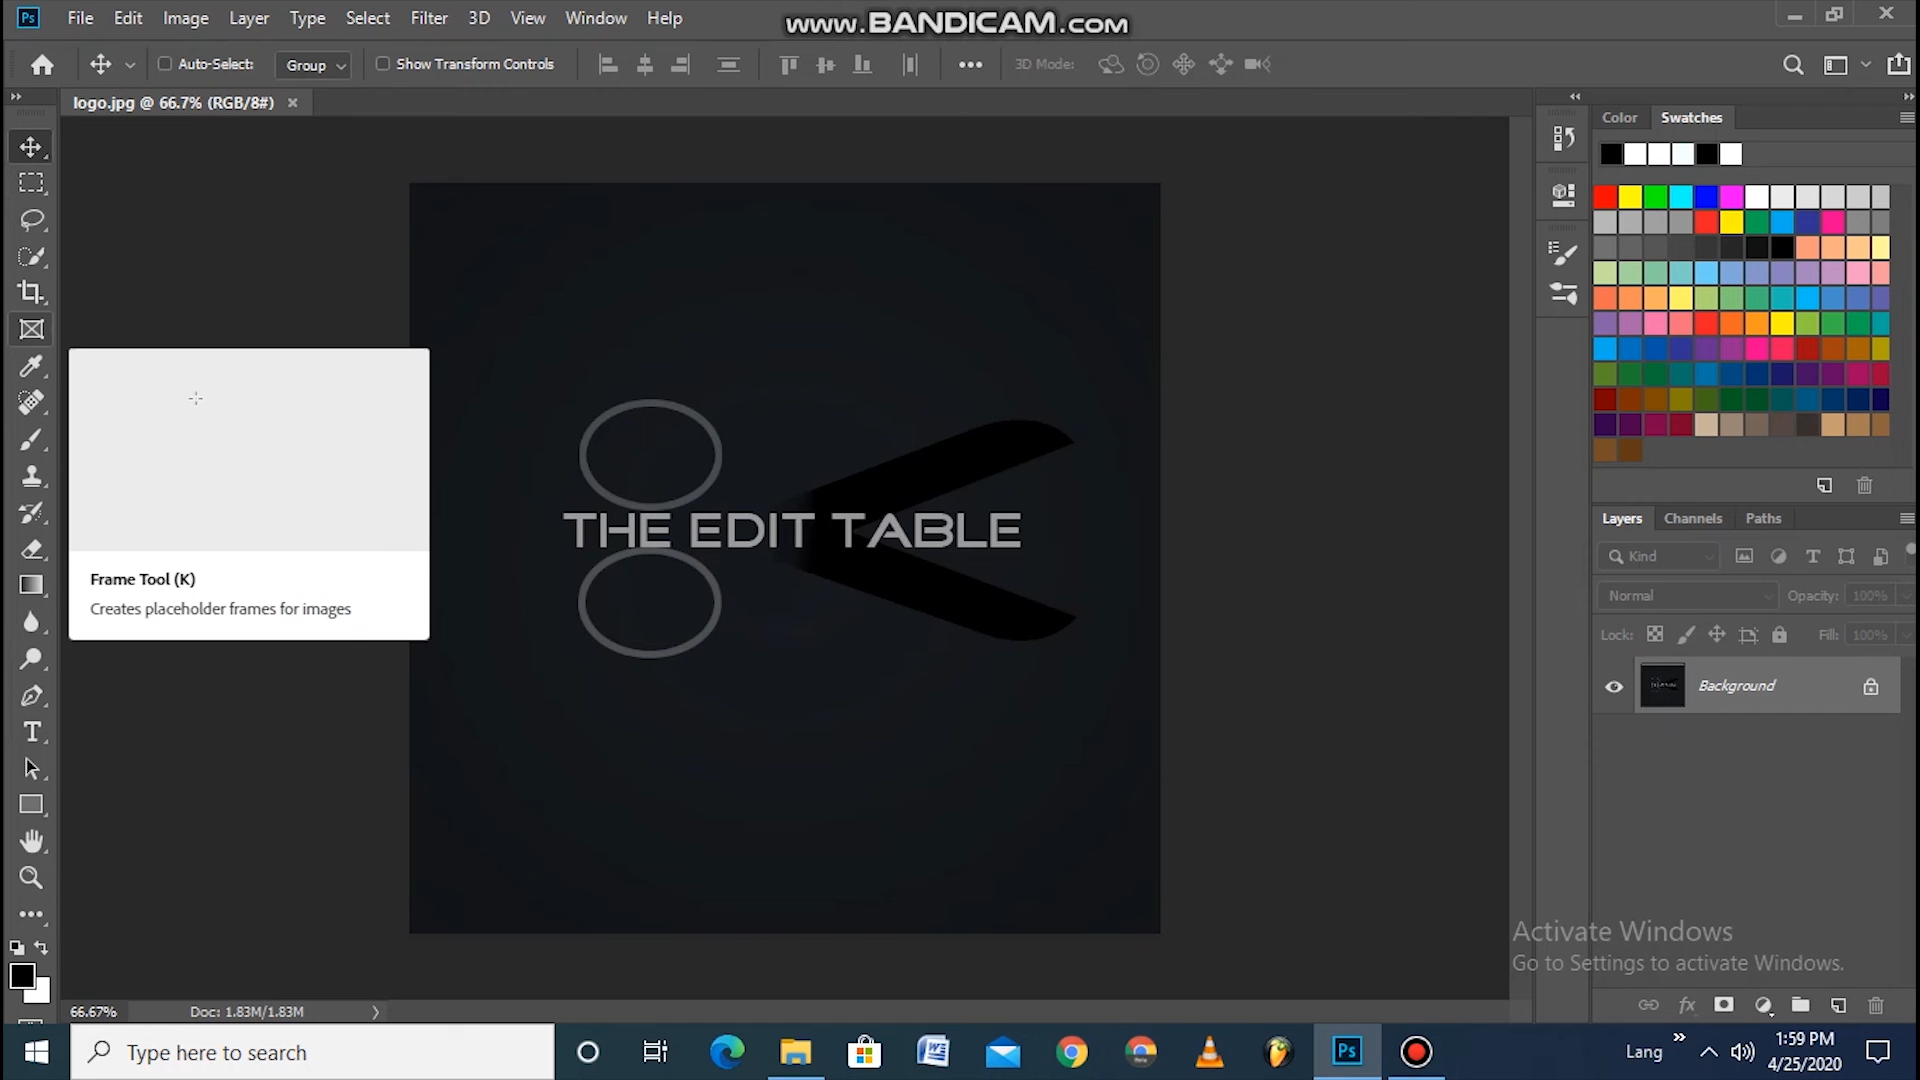 Ps File Edit Image Layer Type Select Filter 3D View Window Help
www.BANDICAM.com
Auto-Select: Group Show Transform Controls 3D Mode:
logo.jpg @ 66.7% (RGB/8#)
Color Swatches
THE EDIT TABLE
Frame Tool (K)
Creates placeholder frames for images
Layers Channels Paths
Kind
Normal Opacity: 100%
Lock: Fill: 100%
Background
Activate Windows
Go to Settings to activate Windows.
66.67% Doc: 1.83M/1.83M
Type here to search
Ps
Lang
1:59 PM
4/25/2020